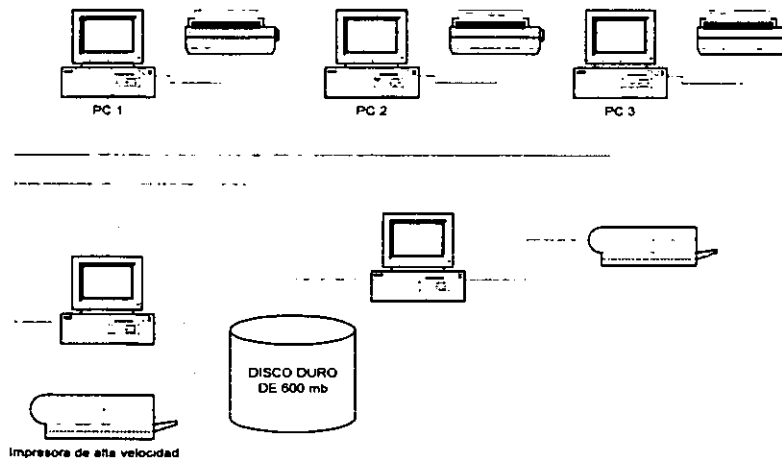 PC 1
PC 2
PC 3
DISCO DURO
DE 600 mb
Impresora de alta velocidad